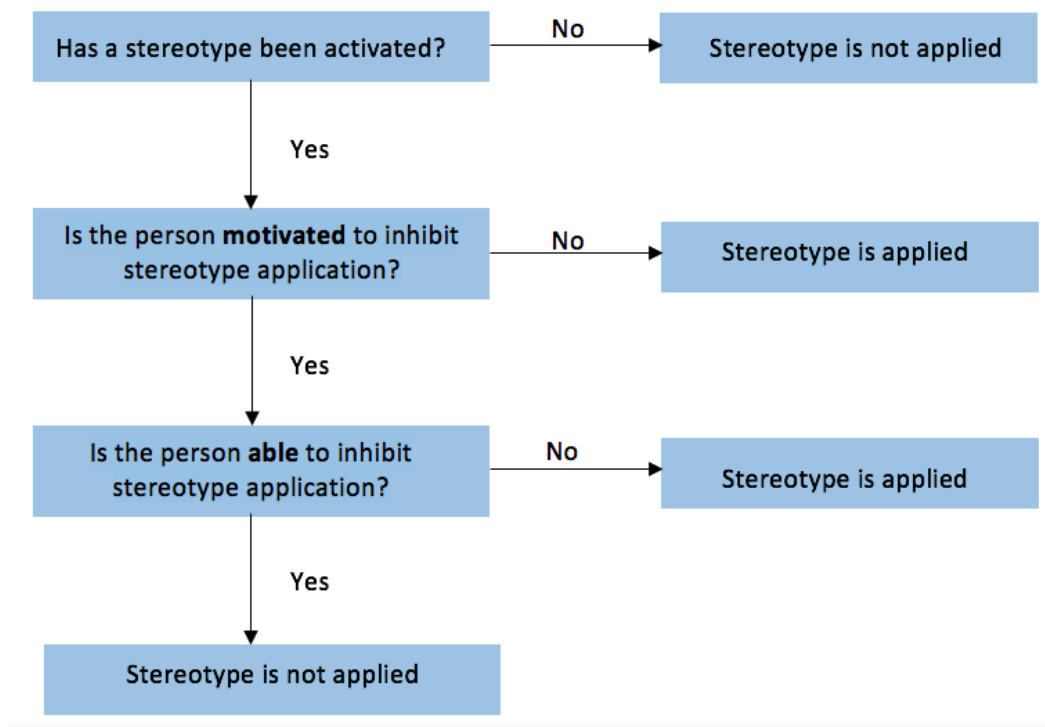 Has a stereotype been activated?
No
Stereotype is not applied
Yes
Is the person motivated to inhibit
stereotype application?
No
Stereotype is applied
Yes
Is the person able to inhibit
stereotype application?
No
Stereotype is applied
Yes
Stereotype is not applied